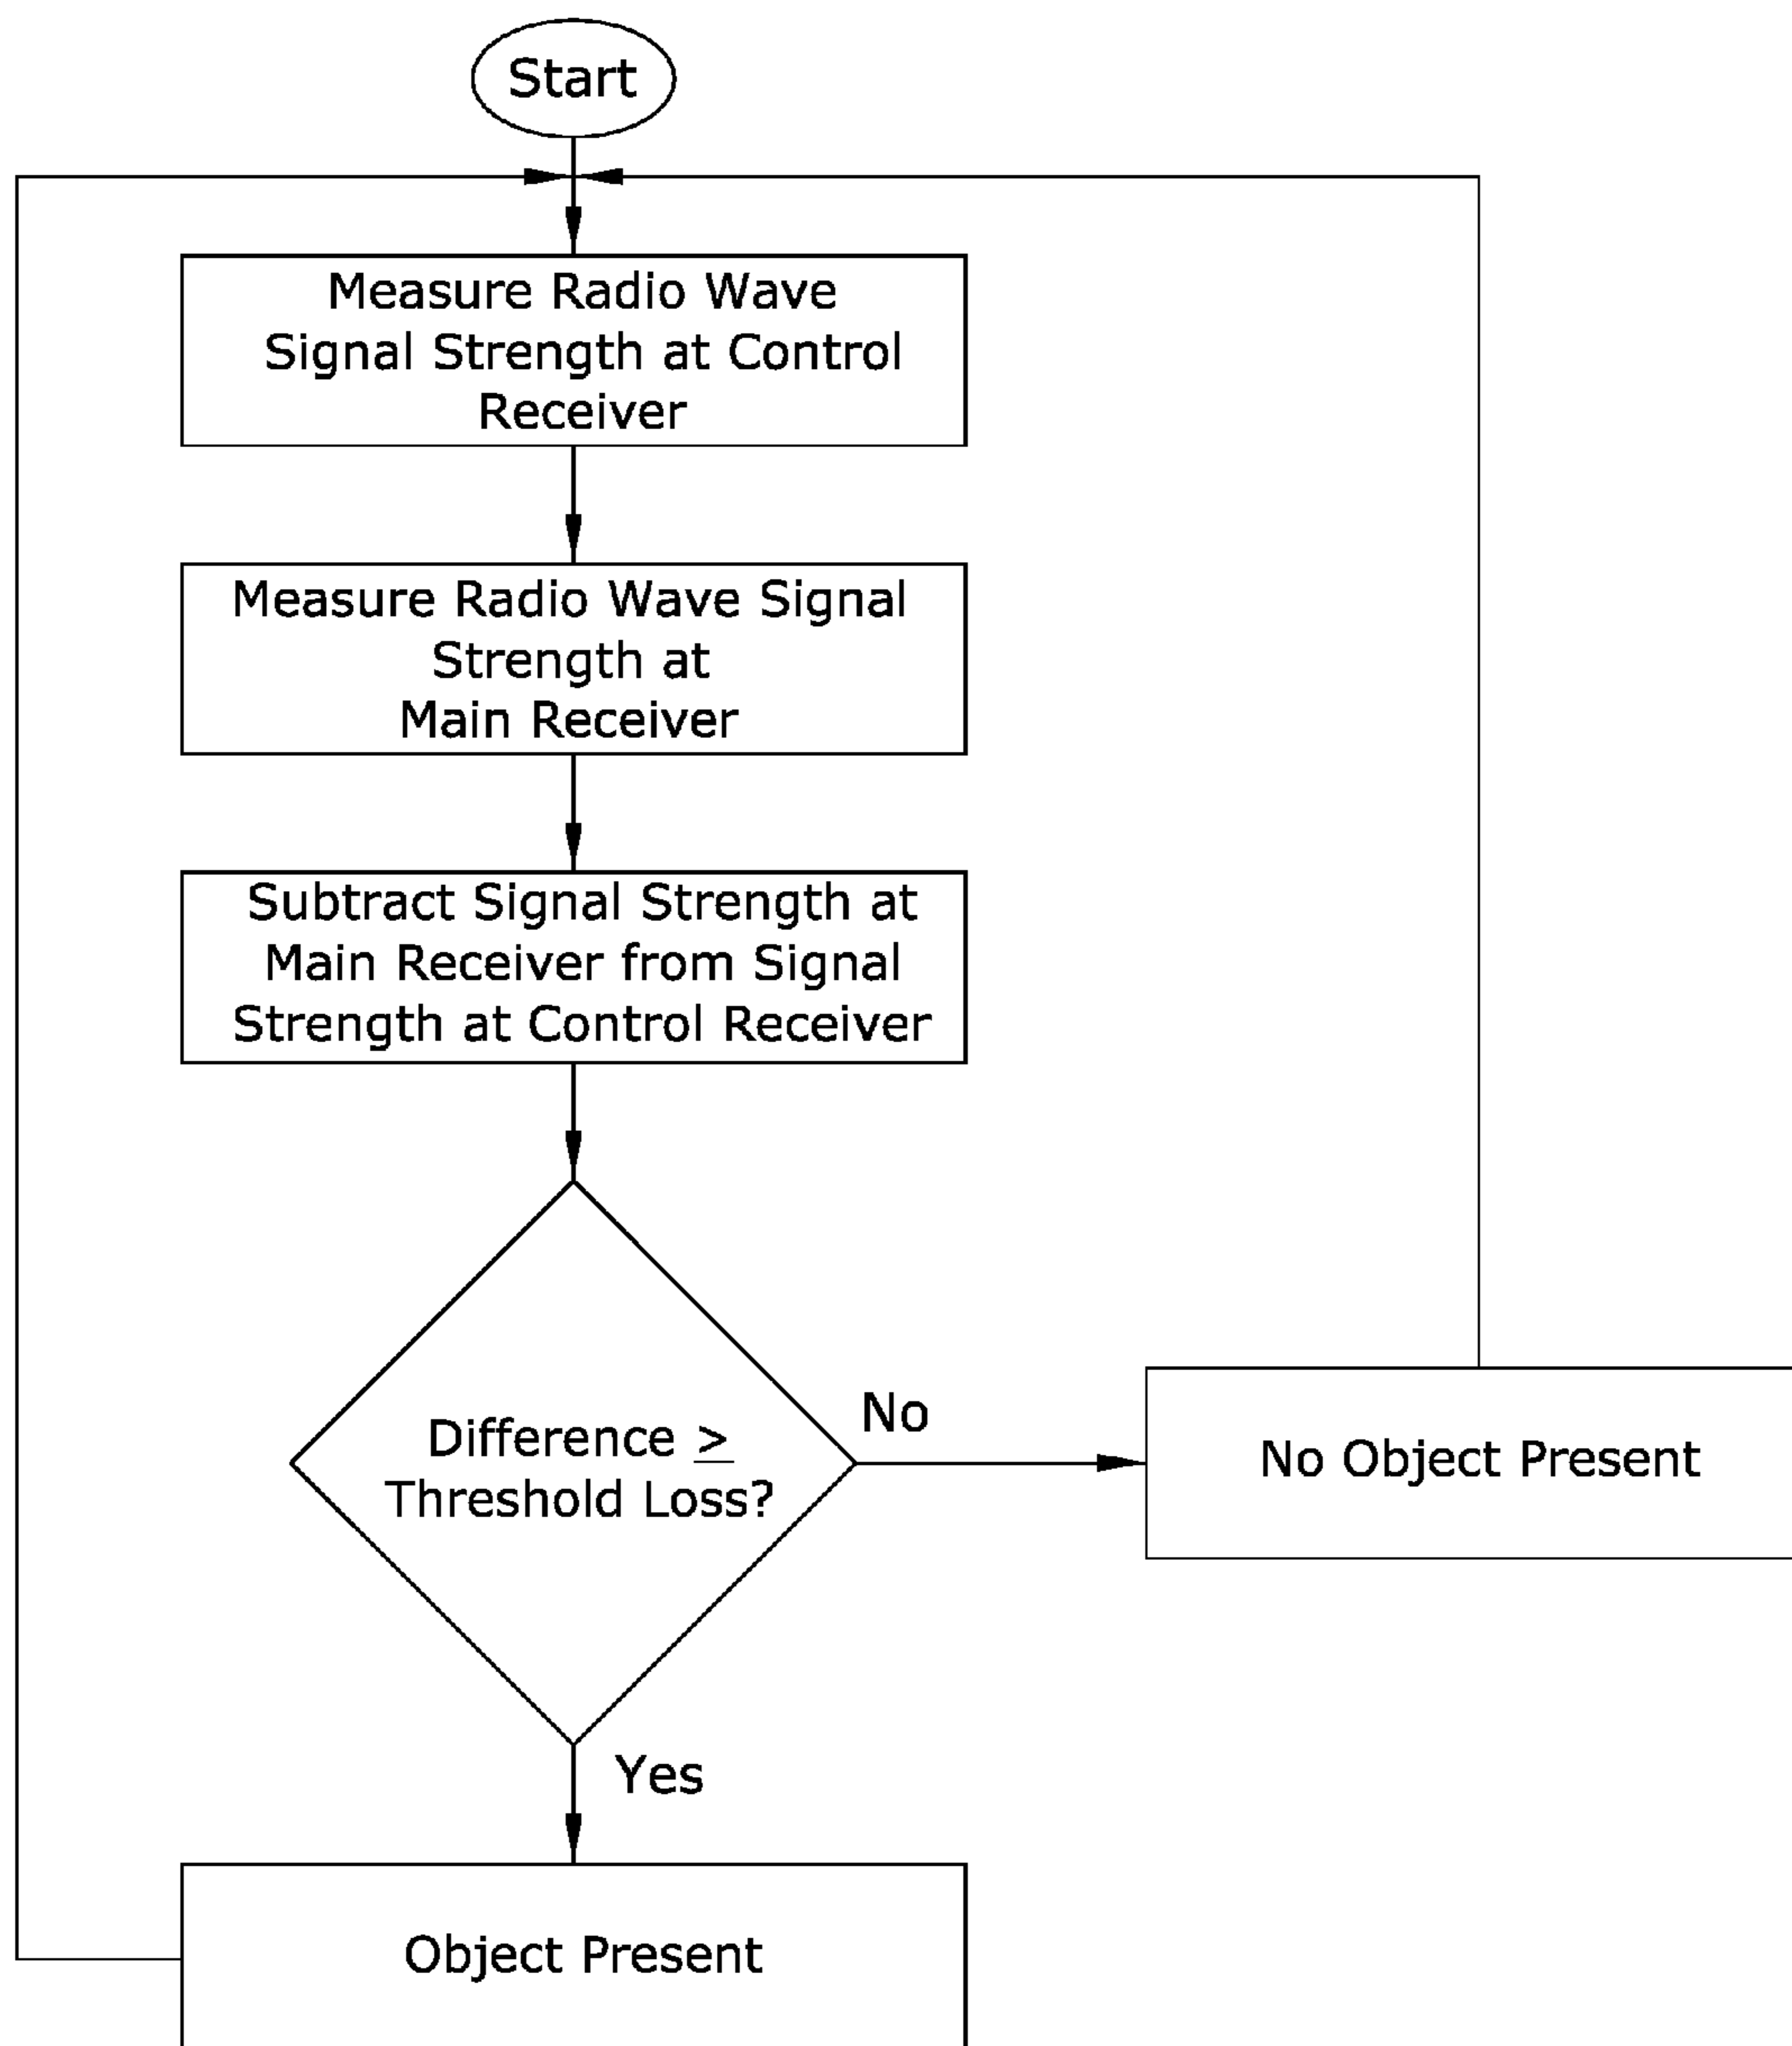 Start
Measure Radio Wave
Signal Strength at Control
Receiver
Measure Radio Wave Signal
Strength at
Main Receiver
Subtract Signal Strength at
Main Receiver from Signal
Strength at Control Receiver
Difference ≥
Threshold Loss?
No
No Object Present
Yes
Object Present